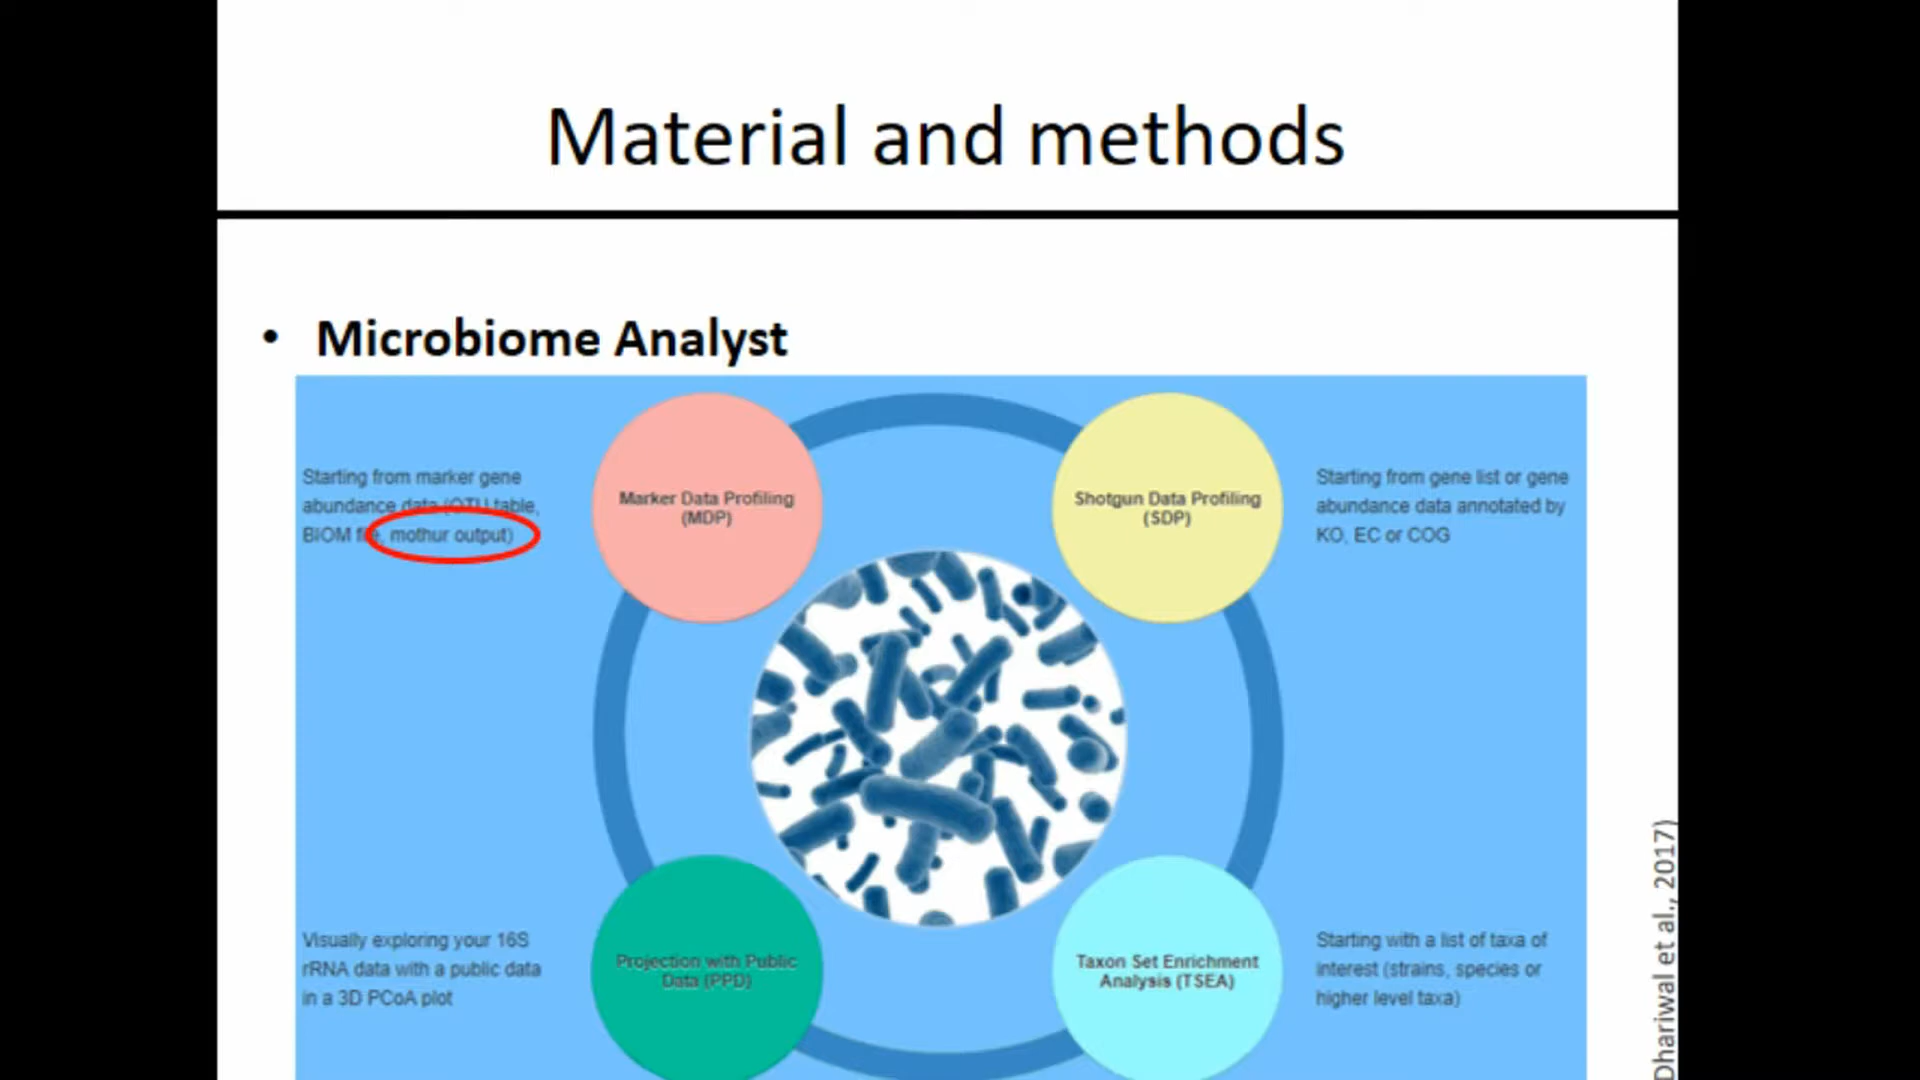 Material and methods
• Microbiome Analyst
Starting from marker gene
abundance data (OTU table,
BIOM file, mothur output)
Marker Data Profiling
(MDP)
Shotgun Data Profiling
(SDP)
Starting from gene list or gene
abundance data annotated by
KO, EC or COG
Visually exploring your 16S
rRNA data with a public data
in a 3D PCoA plot
Projection with Public
Data (PPD)
Taxon Set Enrichment
Analysis (TSEA)
Starting with a list of taxa of
interest (strains, species or
higher level taxa)
Dhariwal et al., 2017)